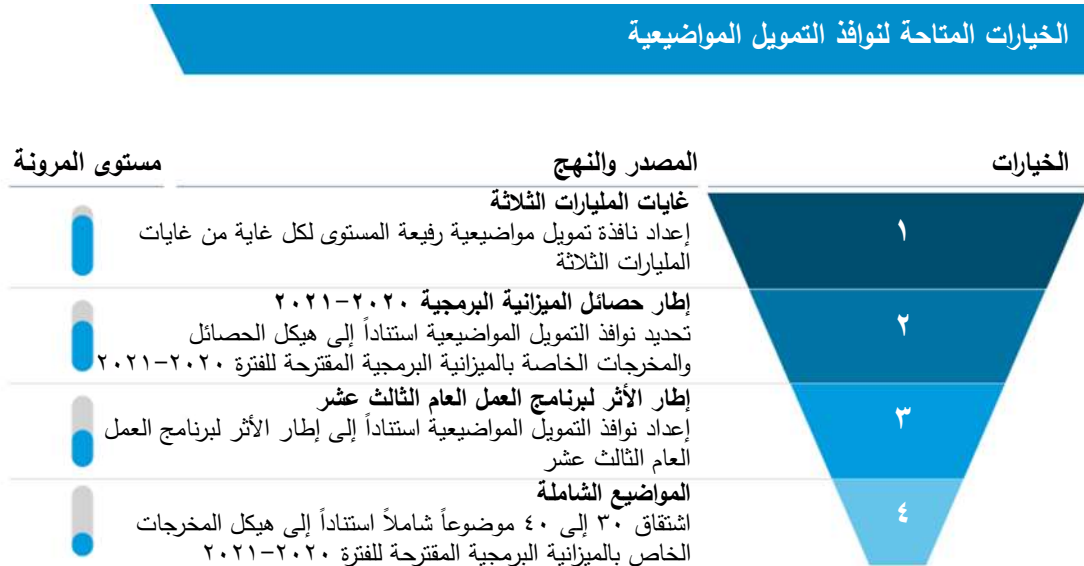 الخيارات المتاحة لنوافذ التمويل المواضيعية
الخيارات
المصدر والنهج
مستوى المرونة
١
غايات المليارات الثلاثة
إعداد نافذة تمويل مواضيعية رفيعة المستوى لكل غاية من غايات
المليارات الثلاثة
٢
إطار حصائل الميزانية البرمجية ٢٠٢٠-٢٠٢١
تحديد نوافذ التمويل المواضيعية استناداً إلى هيكل الحصائل
والمخرجات الخاصة بالميزانية البرمجية المقترحة للفترة ٢٠٢٠-٢٠٢١
٣
إطار الأثر لبرنامج العمل العام الثالث عشر
إعداد نوافذ التمويل المواضيعية استناداً إلى إطار الأثر لبرنامج العمل
العام الثالث عشر
٤
المواضيع الشاملة
اشتقاق ٣٠ إلى ٤٠ موضوعاً شاملاً استناداً إلى هيكل المخرجات
الخاص بالميزانية البرمجية المقترحة للفترة ٢٠٢٠-٢٠٢١